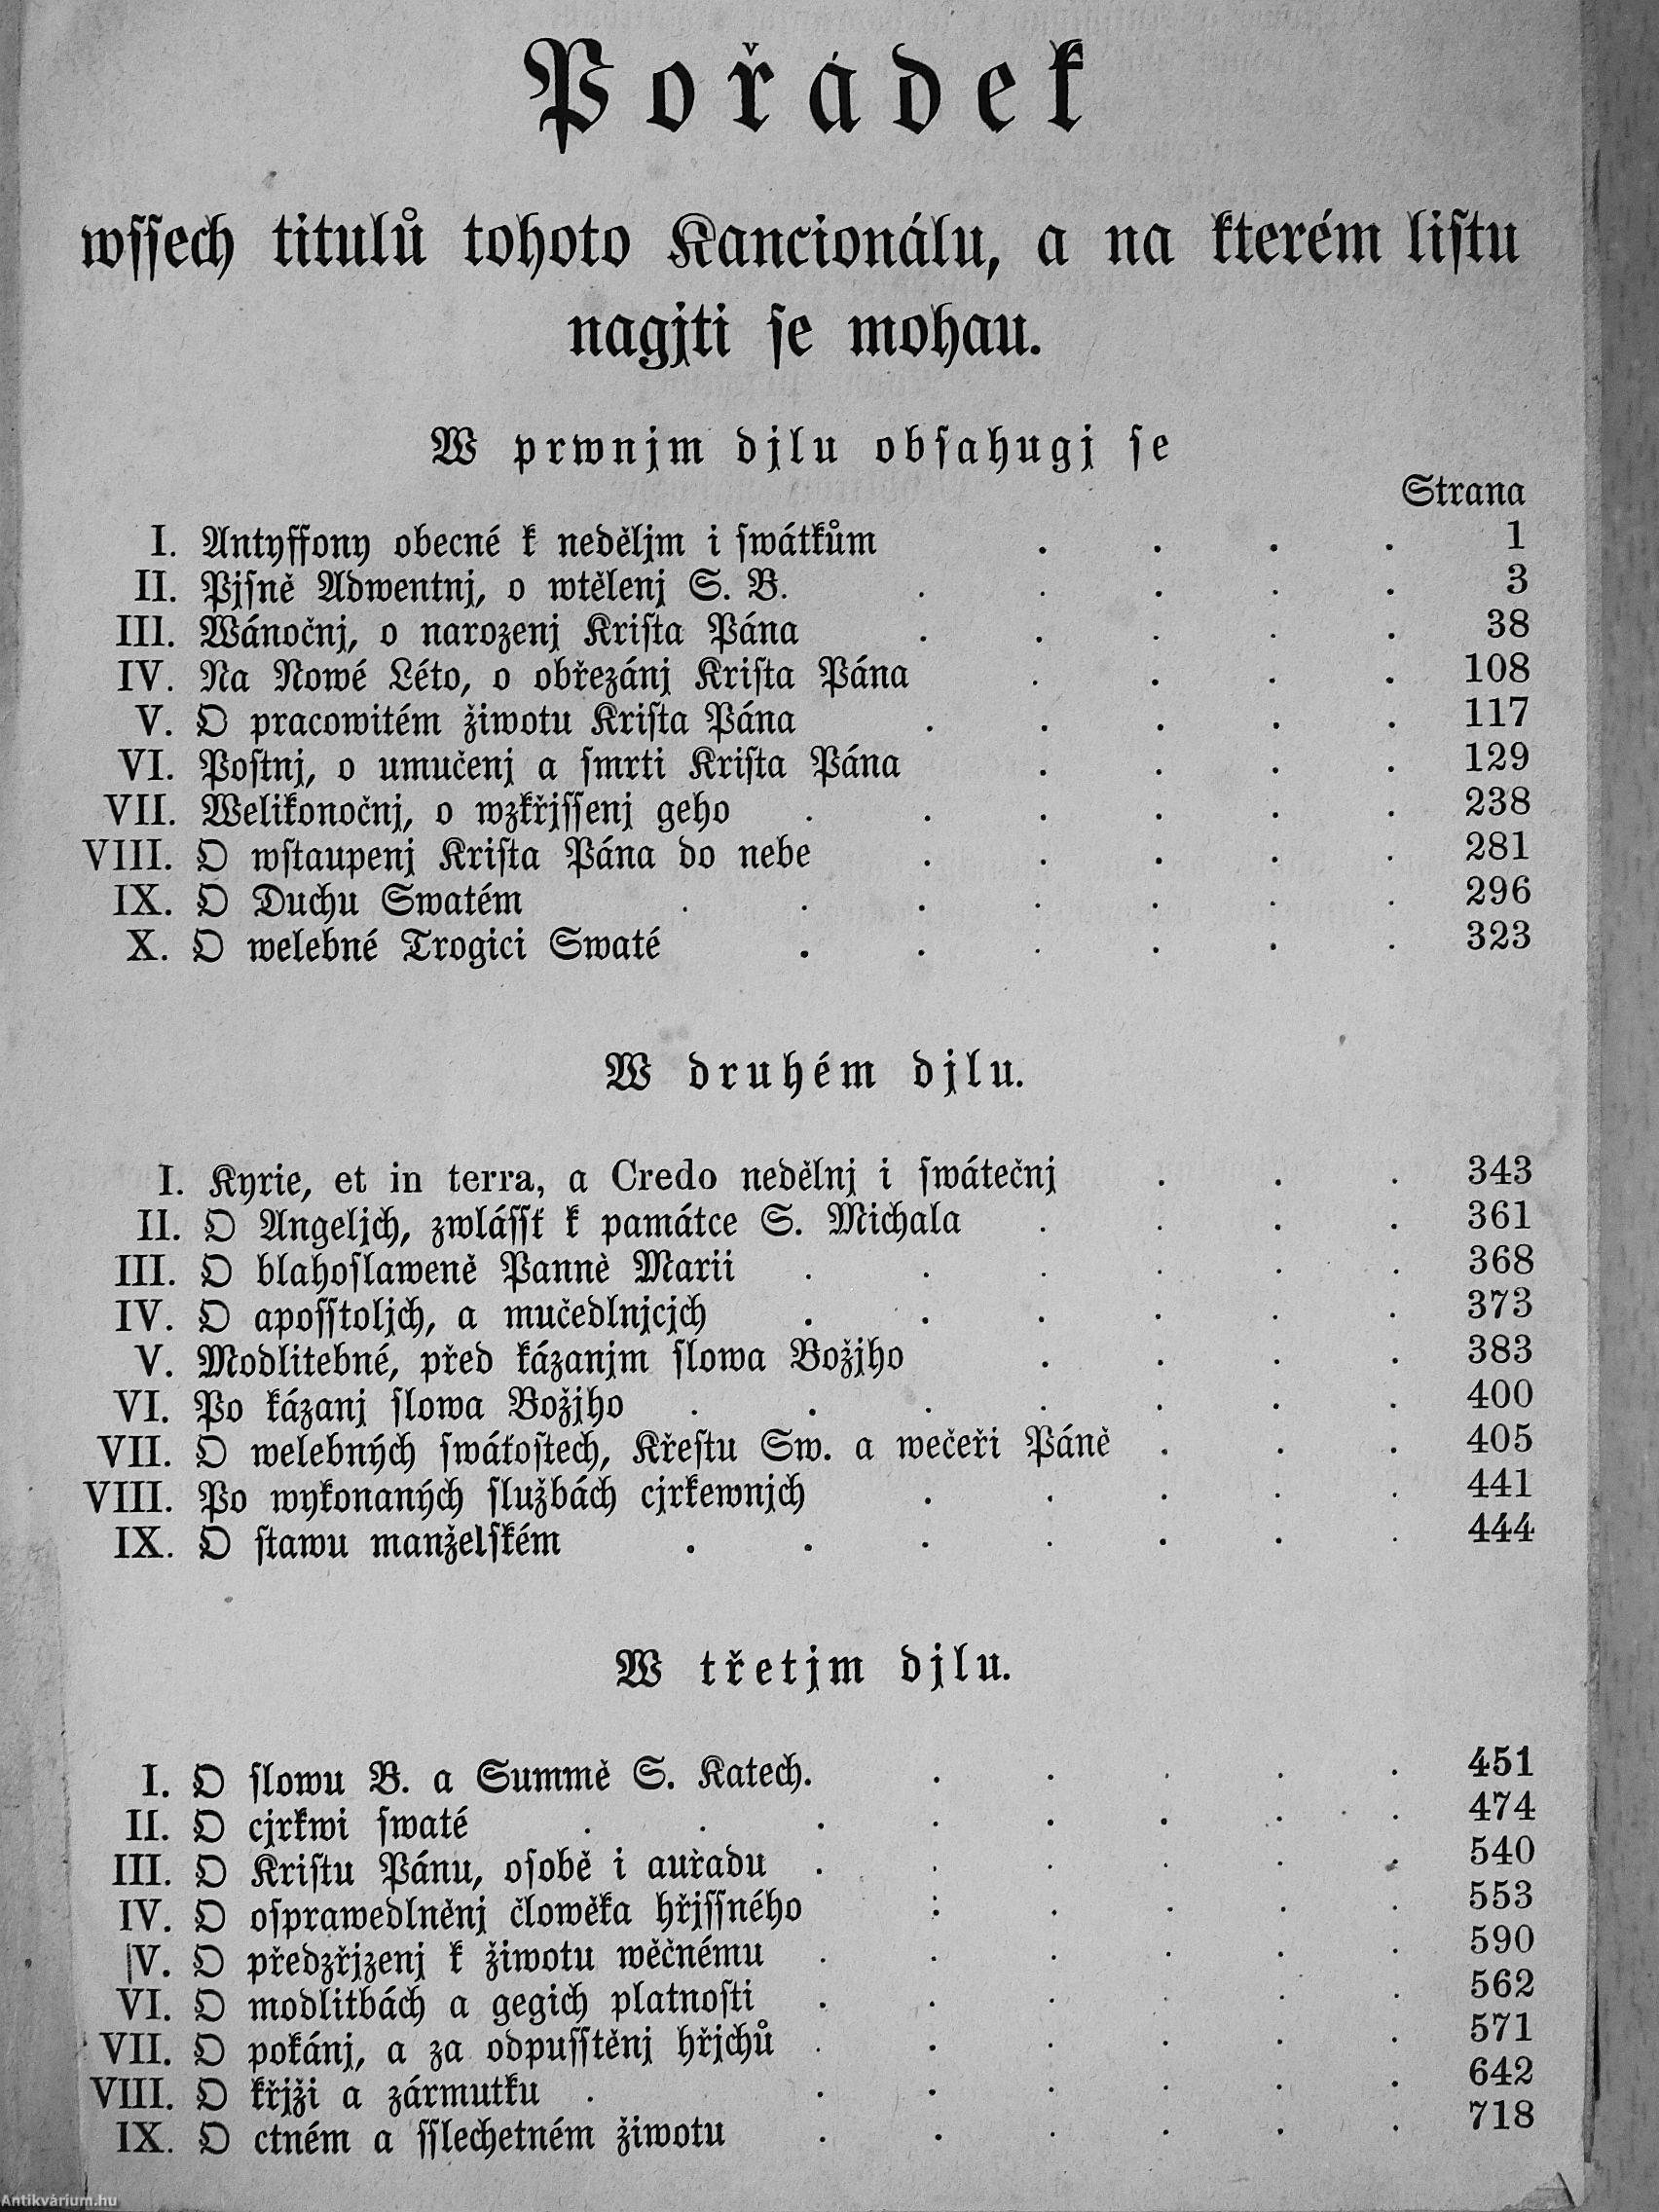 Pořádek
wſſech titulů tohoto Kancionálu, a na kterém liſtu
nagjti ſe mohau.
W prwnjm djlu obſahugj ſe
Strana
I. Antyffony obecné k neděljm i ſwátkům . . . . 1
II. Pjſně Adwentnj, o wtělenj S. B. . . . . . 3
III. Wánočnj, o narozenj Kriſta Pána . . . . . 38
IV. Na Nowé Léto, o obřezánj Kriſta Pána . . . . 108
V. O pracowitém žiwotu Kriſta Pána . . . . . 117
VI. Poſtnj, o umučenj a ſmrti Kriſta Pána . . . . 129
VII. Welikonočnj, o wzkřjſſenj geho . . . . . . 238
VIII. O wſtaupenj Kriſta Pána do nebe . . . . . 281
IX. O Duchu Swatém . . . . . . . 296
X. O welebné Trogici Swaté . . . . . . 323
W druhém djlu.
I. Kyrie, et in terra, a Credo nedělnj i ſwátečnj . . . 343
II. O Angeljch, zwláſſť k památce S. Michala . . . . 361
III. O blahoſlaweně Panně Marii . . . . . . 368
IV. O apoſſtoljch, a mučedlnjcjch . . . . . . 373
V. Modlitebné, před kázanjm ſlowa Božjho . . . . 383
VI. Po kázanj ſlowa Božjho . . . . . . . 400
VII. O welebných ſwátoſtech, Křeſtu Sw. a wečeři Páně . . . 405
VIII. Po wykonaných ſlužbách cjrkewnjch . . . . . 441
IX. O ſtawu manželſkém . . . . . . . 444
W třetjm djlu.
I. O ſlowu B. a Summě S. Katech. . . . . . 451
II. O cjrkwi ſwaté . . . . . . . . 474
III. O Kriſtu Pánu, oſobě i auřadu . . . . . . 540
IV. O oſprawedlněnj člowěka hřjſſného : . . . . 553
V. O předzřjzenj k žiwotu wěčnému . . . . . . 590
VI. O modlitbách a gegich platnoſti . . . . . . 562
VII. O pokánj, a za odpuſſtěnj hřjchů . . . . . . 571
VIII. O křjži a zármutku . . . . . . . 642
IX. O ctném a ſſlechetném žiwotu . . . . . . 718
Antikvárium.hu